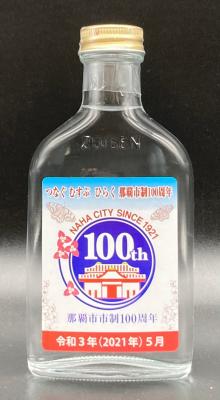 つなぐ むすぶ ひらく 那覇市制100周年
NAHA CITY SINCE 1921
100th
那覇市市制100周年
令和3年(2021年)5月